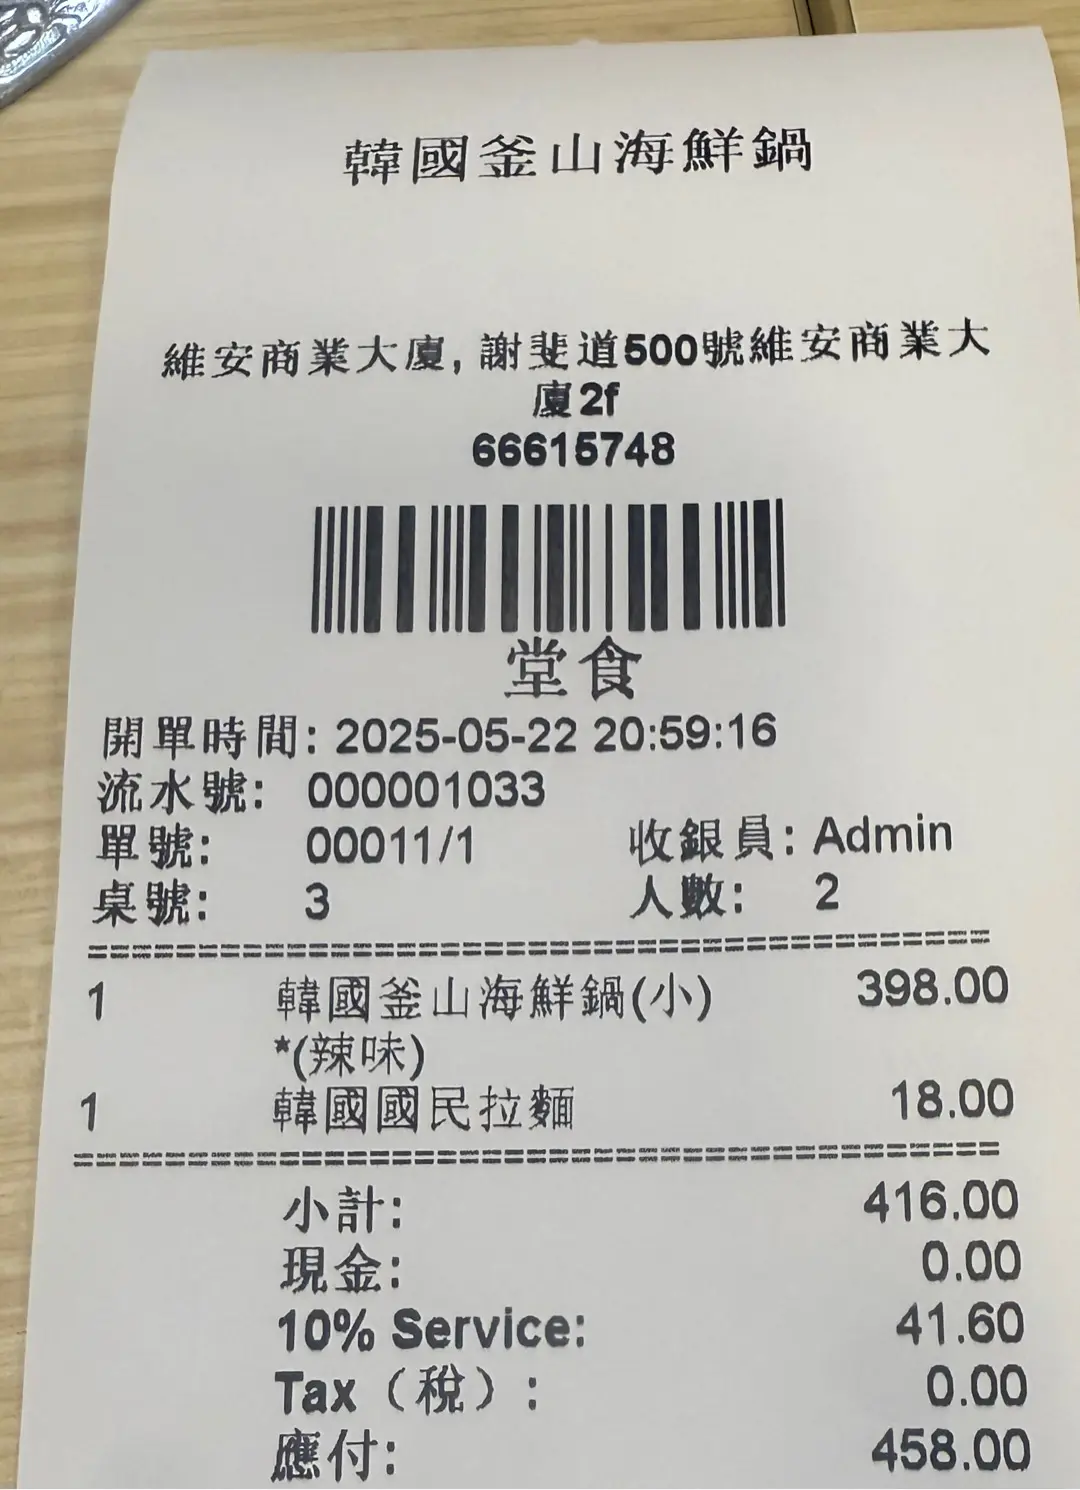 韓國釜山海鮮鍋
維安商業大廈, 謝斐道500號維安商業大
廈2f
66615748
堂食
開單時間: 2025-05-22 20:59:16
流水號: 000001033
單號: 00011/1 收銀員: Admin
桌號: 3 人數: 2
1 韓國釜山海鮮鍋(小) 398.00
*(辣味)
1 韓國國民拉麵 18.00
小計: 416.00
現金: 0.00
10% Service: 41.60
Tax（稅）: 0.00
應付: 458.00